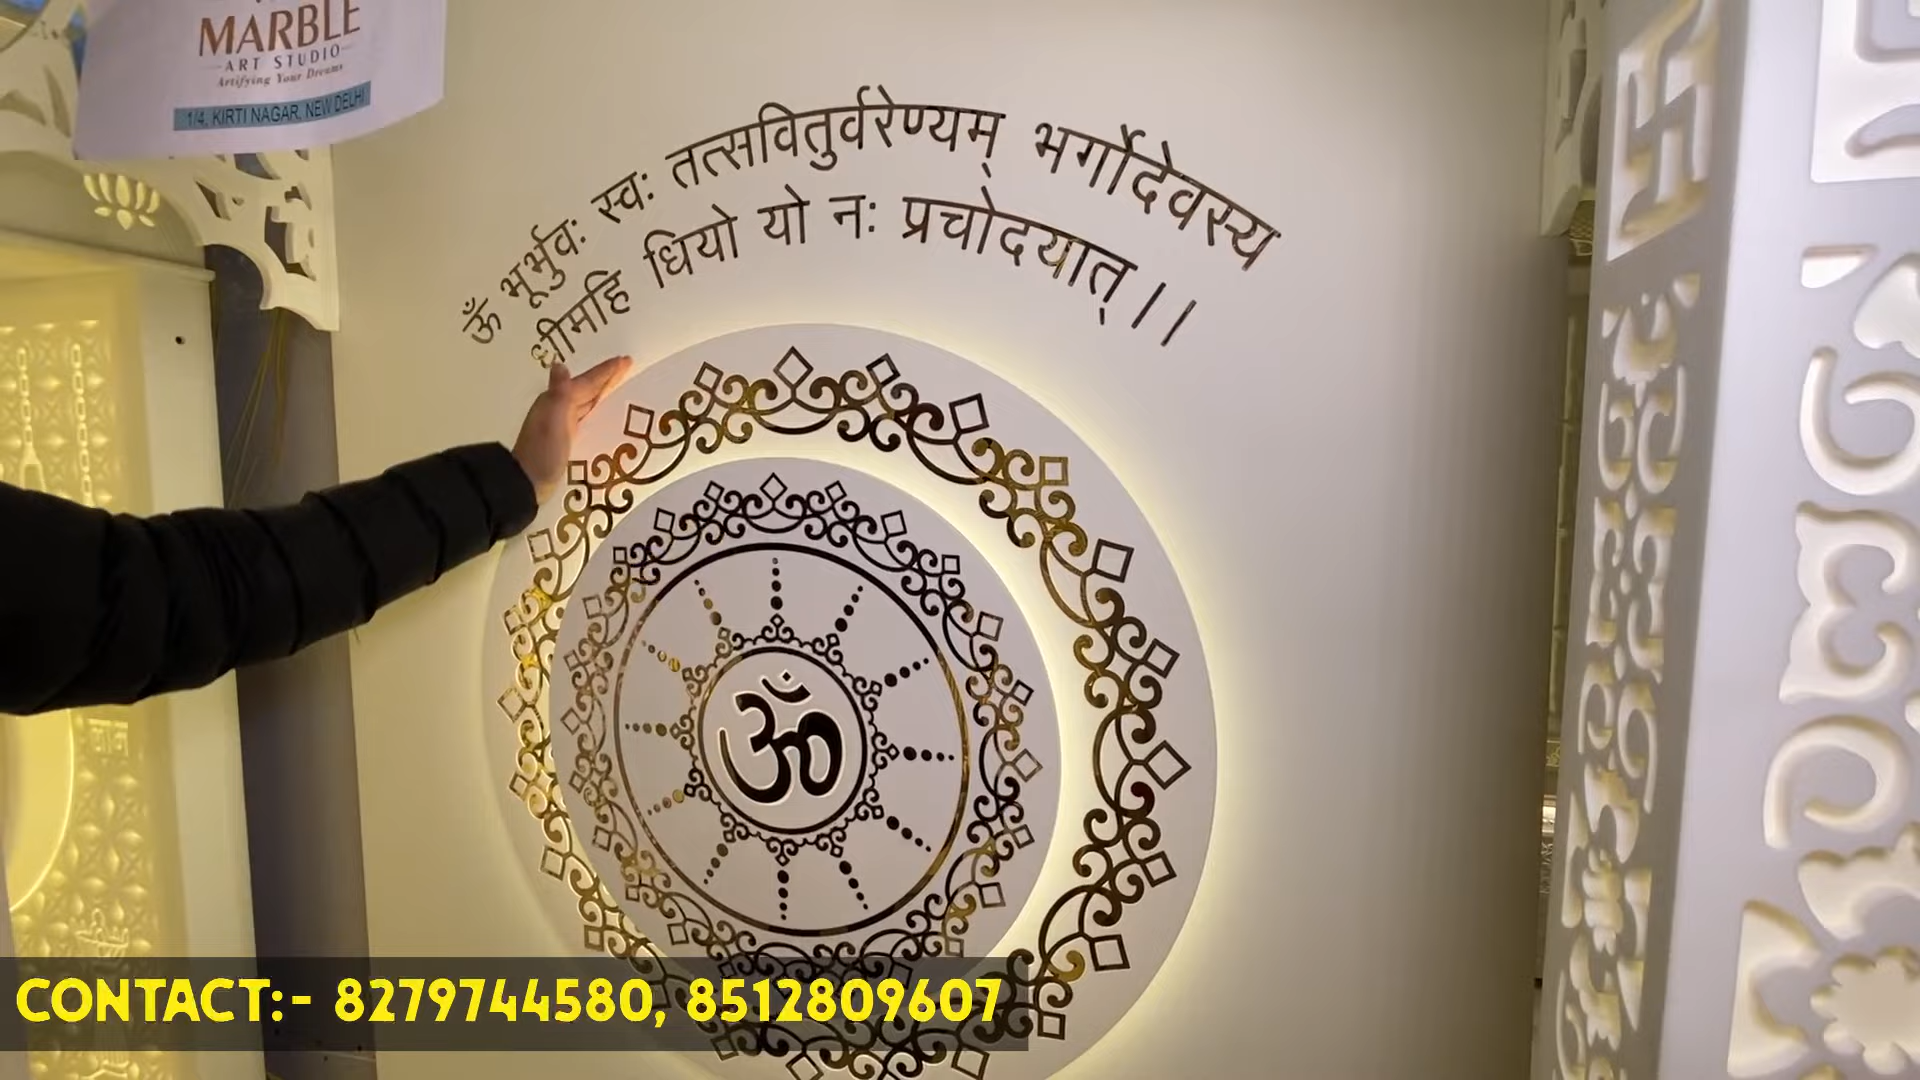 MARBLE
ART STUDIO
Artifying Your Dreams
1/4, KIRTI NAGAR, NEW DELHI
ॐ भूर्भुवः स्वः तत्सवितुर्वरेण्यम् भर्गोदेवस्य
धीमहि धियो यो नः प्रचोदयात्।।
ॐ
CONTACT:- 8279744580, 8512809607